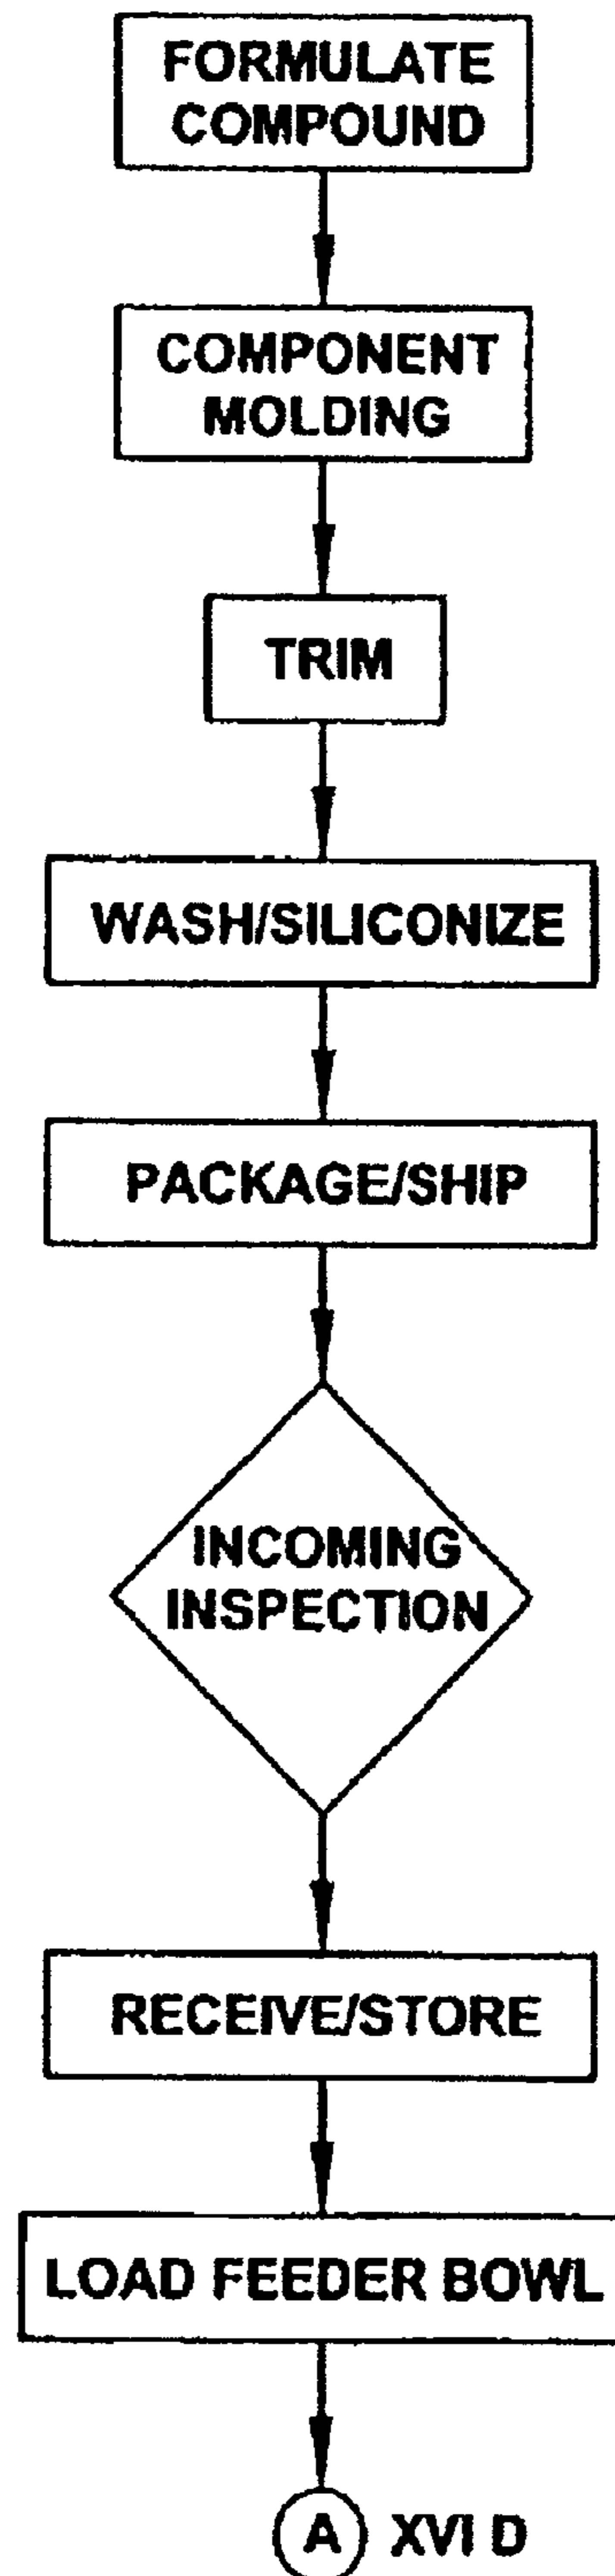 FORMULATE
COMPOUND
COMPONENT
MOLDING
TRIM
WASH/SILICONIZE
PACKAGE/SHIP
INCOMING
INSPECTION
RECEIVE/STORE
LOAD FEEDER BOWL
A XVI D